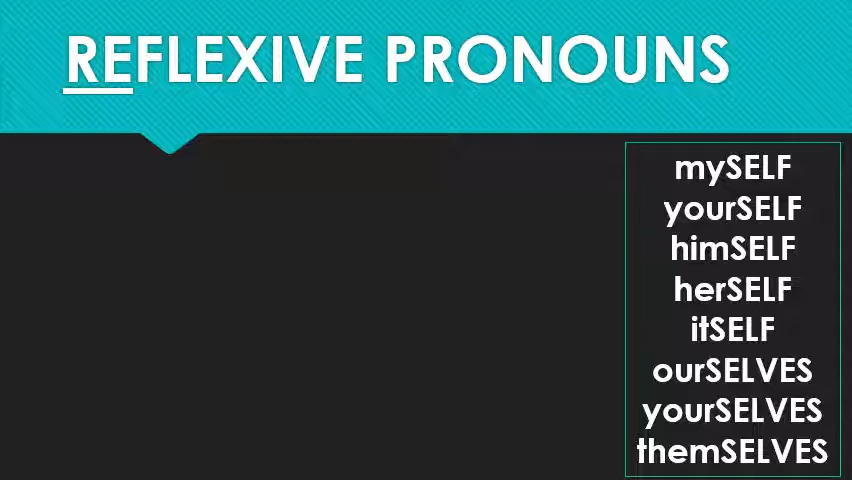 REFLEXIVE PRONOUNS
mySELF
yourSELF
himSELF
herSELF
itSELF
ourSELVES
yourSELVES
themSELVES